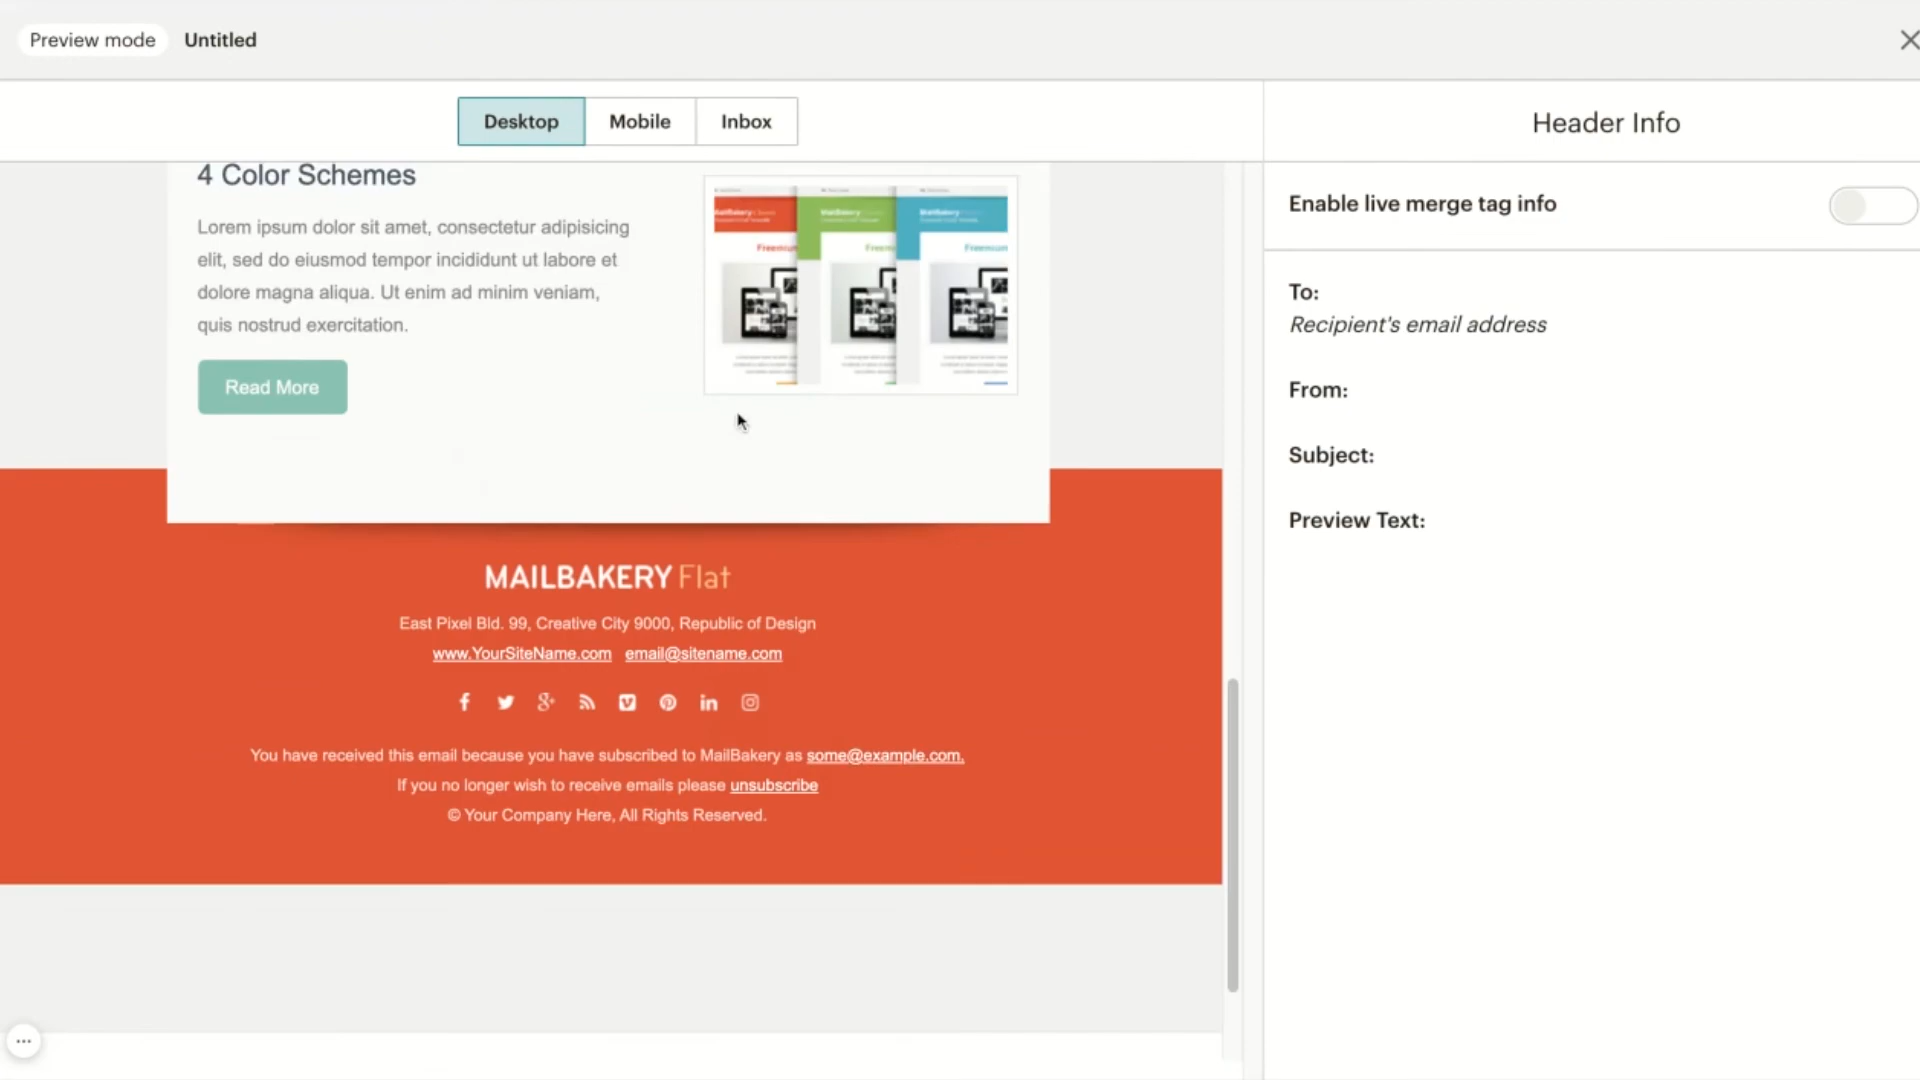 Preview mode Untitled
Desktop Mobile Inbox
Header Info
4 Color Schemes
Lorem ipsum dolor sit amet, consectetur adipisicing
elit, sed do eiusmod tempor incididunt ut labore et
dolore magna aliqua. Ut enim ad minim veniam,
quis nostrud exercitation.
Read More
MAILBAKERY Flat
East Pixel Bld. 99, Creative City 9000, Republic of Design
www.YourSiteName.com email@sitename.com
You have received this email because you have subscribed to MailBakery as some@example.com.
If you no longer wish to receive emails please unsubscribe
© Your Company Here, All Rights Reserved.
Enable live merge tag info
To:
Recipient's email address
From:
Subject:
Preview Text: